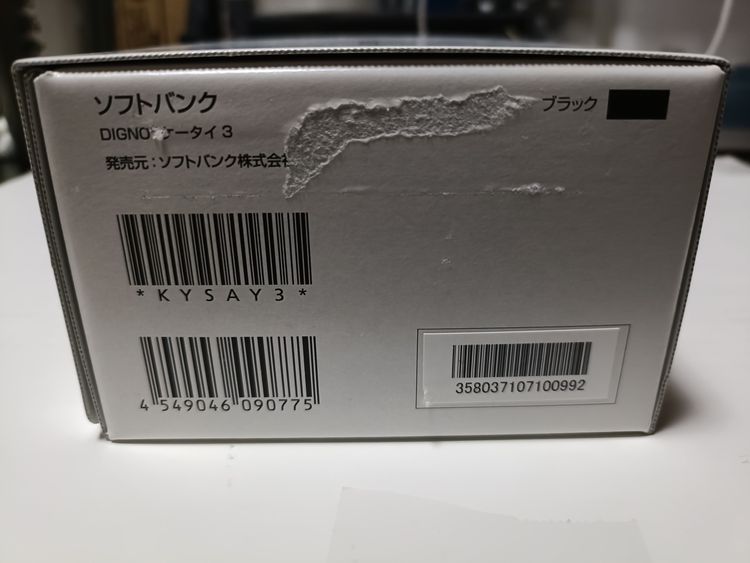 ソフトバンク
ブラック
DIGNO ケータイ 3
発売元：ソフトバンク株式会社
*KYSAY3*
4 549046 090775
358037107100992